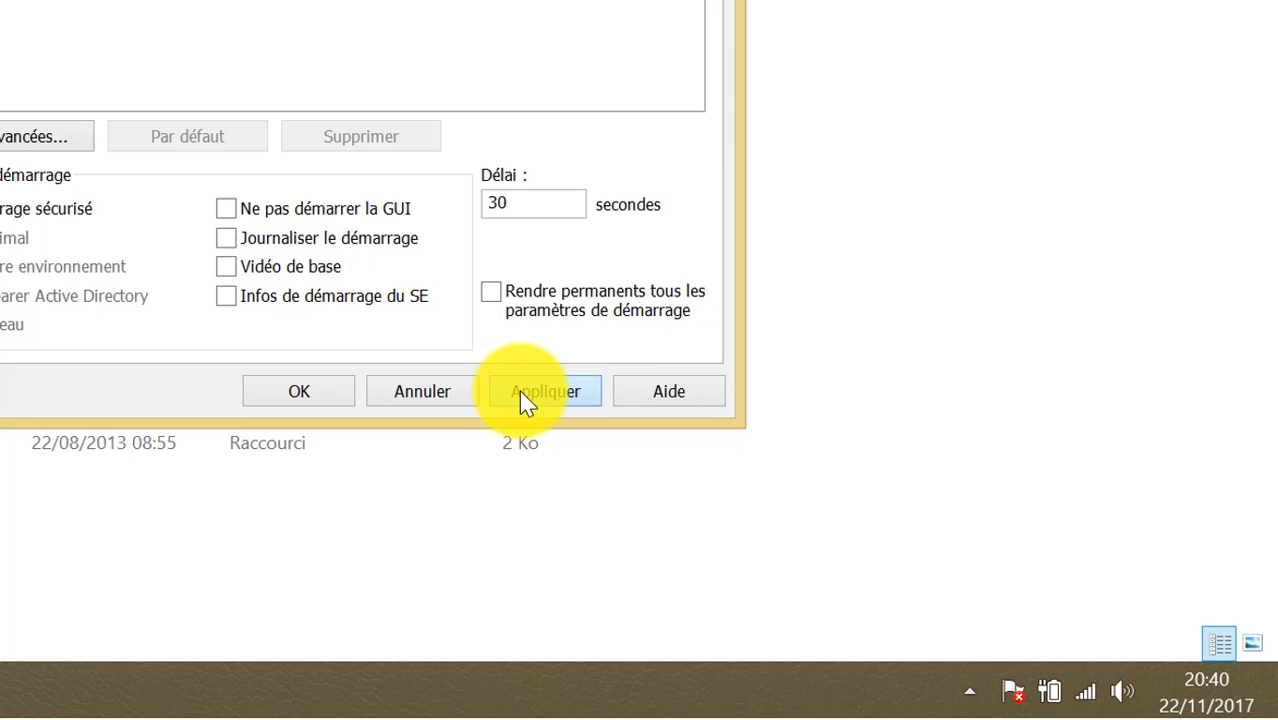 vancées...
Par défaut
Supprimer
démarrage
Délai :
30
secondes
rage sécurisé
Ne pas démarrer la GUI
imal
Journaliser le démarrage
re environnement
Vidéo de base
arer Active Directory
Infos de démarrage du SE
Rendre permanents tous les
paramètres de démarrage
eau
OK
Annuler
Appliquer
Aide
22/08/2013 08:55
Raccourci
2 Ko
20:40
22/11/2017